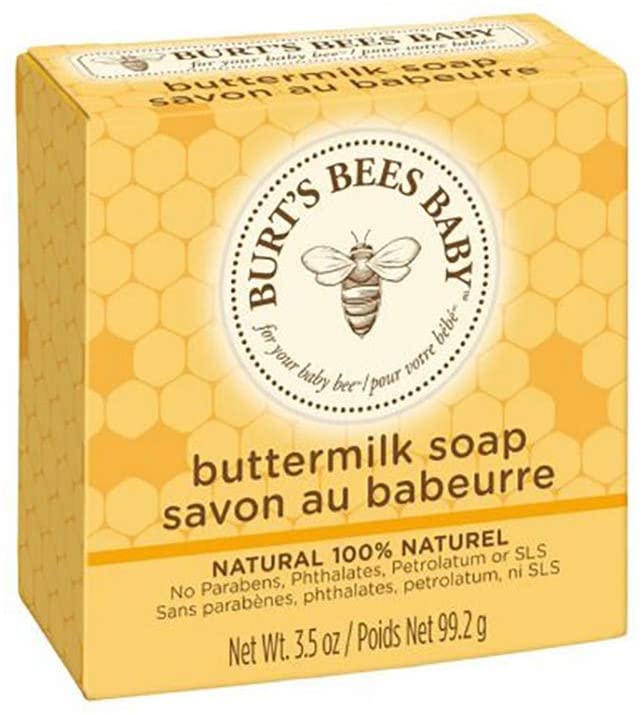 BURT'S BEES BABY
for your baby bee™/pour votre bébé™
buttermilk soap
savon au babeurre
BURT'S BEES BABY
for your baby bee™/pour votre bébé™
buttermilk soap
savon au babeurre
NATURAL 100% NATUREL
No Parabens, Phthalates, Petrolatum or SLS
Sans parabènes, phthalates, petrolatum, ni SLS
Net Wt. 3.5 oz / Poids Net 99.2 g